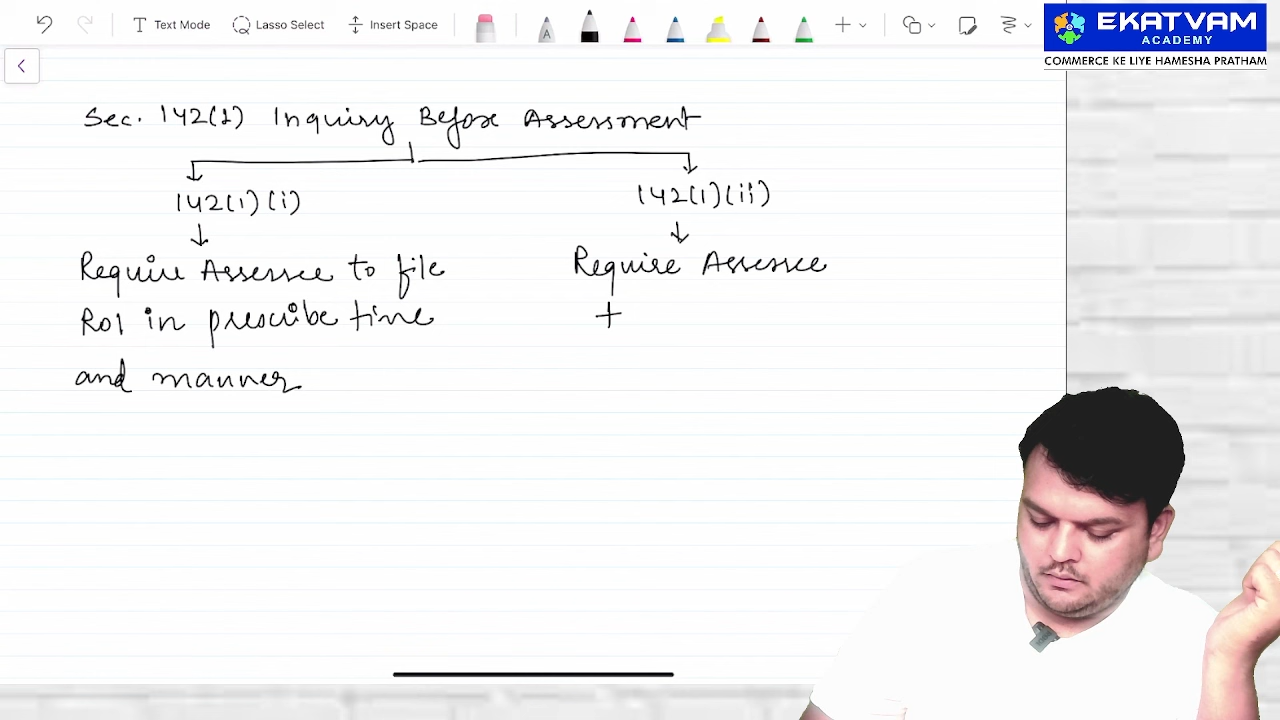 Text Mode
Lasso Select
Insert Space
A
EKATVAM
ACADEMY
COMMERCE KE LIYE HAMESHA PRATHAM
Sec. 142(1) Inquiry Before Assessment
142(1)(i)
142(1)(ii)
Require Assessee to file
ROI in prescribe time
and manner
Require Assessee
t